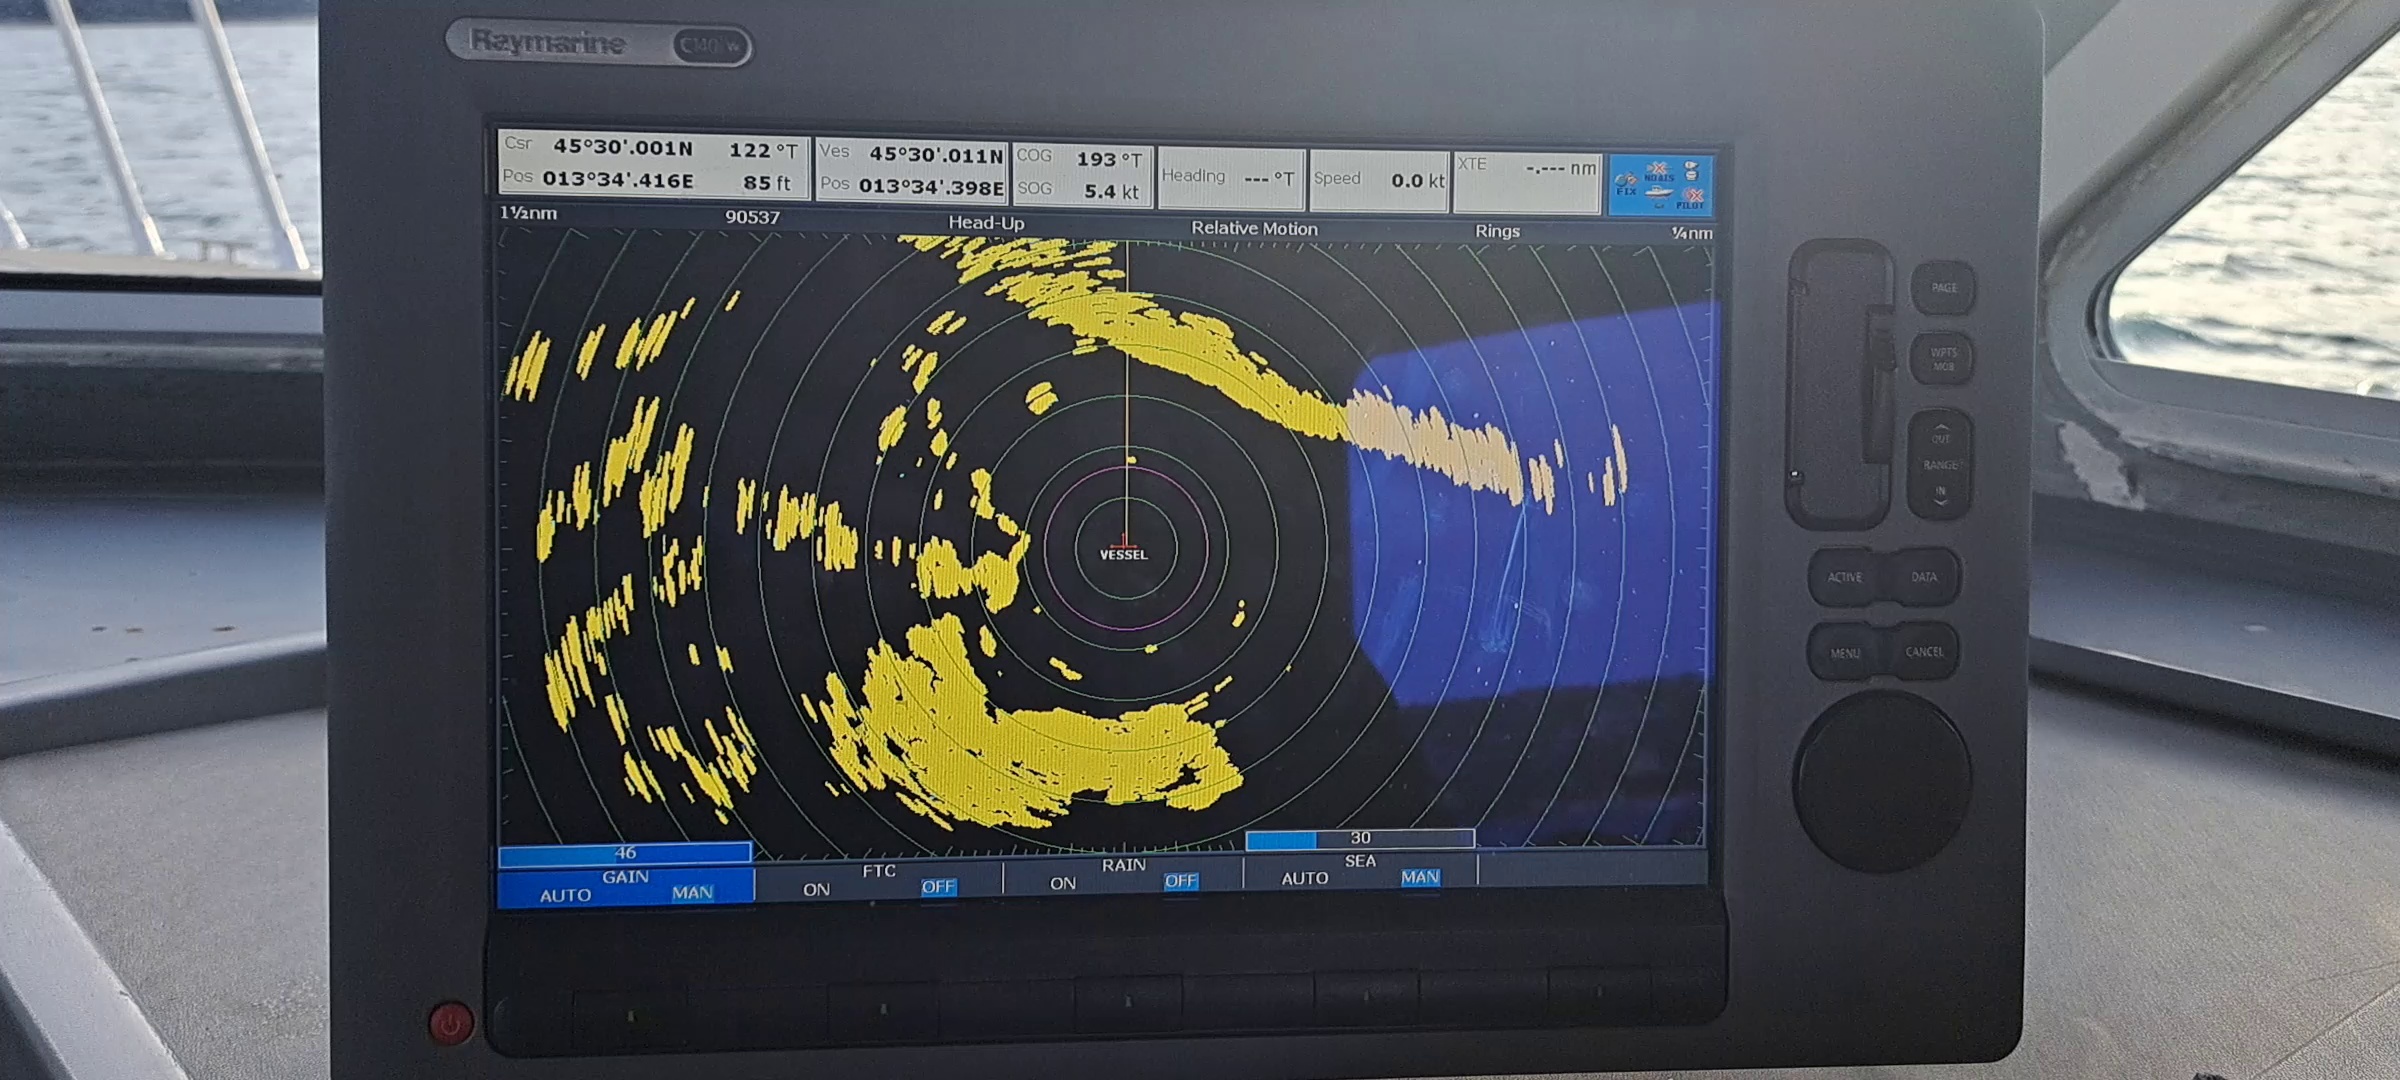 Raymarine C140W
Csr 45°30'.001N 122 °T
Pos 013°34'.416E 85 ft
Ves 45°30'.011N
Pos 013°34'.398E
COG 193 °T
SOG 5.4 kt
Heading --- °T
Speed 0.0 kt
XTE -.--- nm
FIX NO AIS PILOT
1½nm 90537 Head-Up Relative Motion Rings ¼nm
VESSEL
46
GAIN
AUTO MAN
FTC
ON OFF
RAIN
ON OFF
30
SEA
AUTO MAN
PAGE
WPTS
MOB
OUT
RANGE
IN
ACTIVE DATA
MENU CANCEL